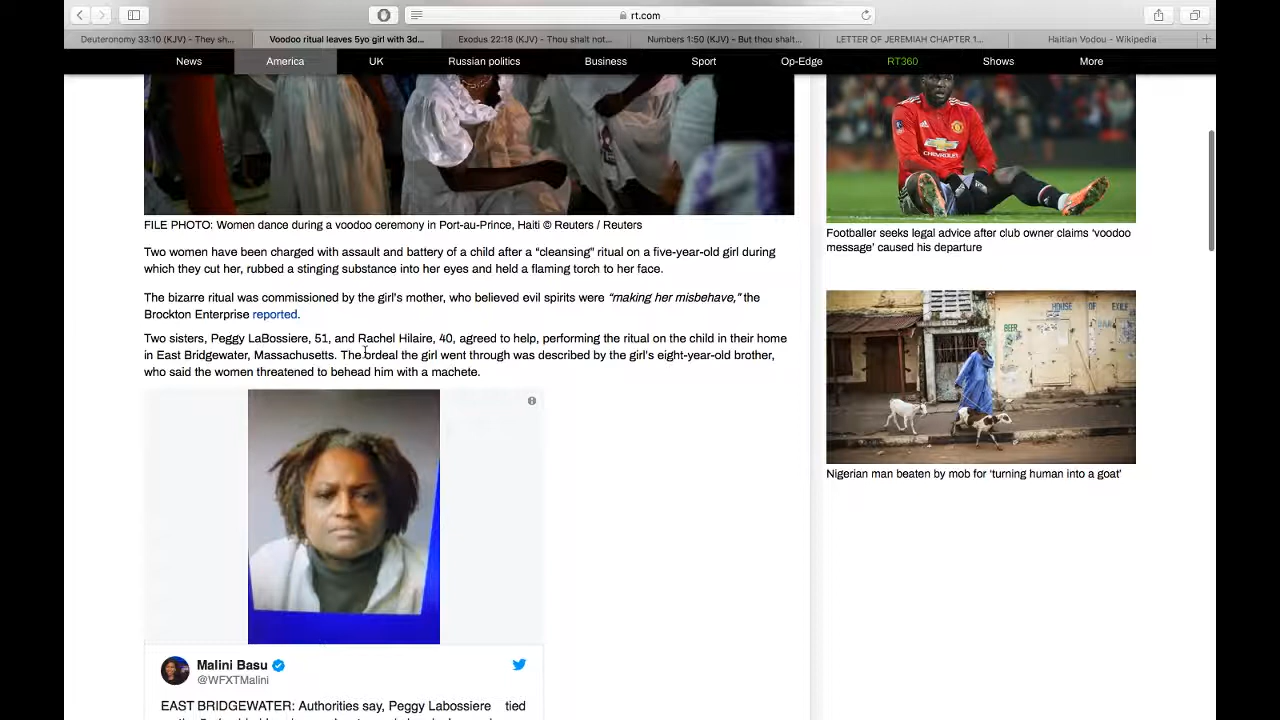 rt.com
Deuteronomy 33:10 (KJV) - They sh...
Voodoo ritual leaves 5yo girl with 3d...
Exodus 22:18 (KJV) - Thou shalt not...
Numbers 1:50 (KJV) - But thou shalt...
LETTER OF JEREMIAH CHAPTER 1...
Haitian Vodou - Wikipedia
News America UK Russian politics Business Sport Op-Edge RT360 Shows More
CHEVROLET
FILE PHOTO: Women dance during a voodoo ceremony in Port-au-Prince, Haiti © Reuters / Reuters
Two women have been charged with assault and battery of a child after a “cleansing” ritual on a five-year-old girl during
which they cut her, rubbed a stinging substance into her eyes and held a flaming torch to her face.
The bizarre ritual was commissioned by the girl's mother, who believed evil spirits were “making her misbehave,” the
Brockton Enterprise reported.
Two sisters, Peggy LaBossiere, 51, and Rachel Hilaire, 40, agreed to help, performing the ritual on the child in their home
in East Bridgewater, Massachusetts. The ordeal the girl went through was described by the girl's eight-year-old brother,
who said the women threatened to behead him with a machete.
Malini Basu
@WFXTMalini
EAST BRIDGEWATER: Authorities say, Peggy Labossiere tied
Footballer seeks legal advice after club owner claims ‘voodoo
message’ caused his departure
HOUSE OF EXILE
BEER
BAN
Nigerian man beaten by mob for ‘turning human into a goat’